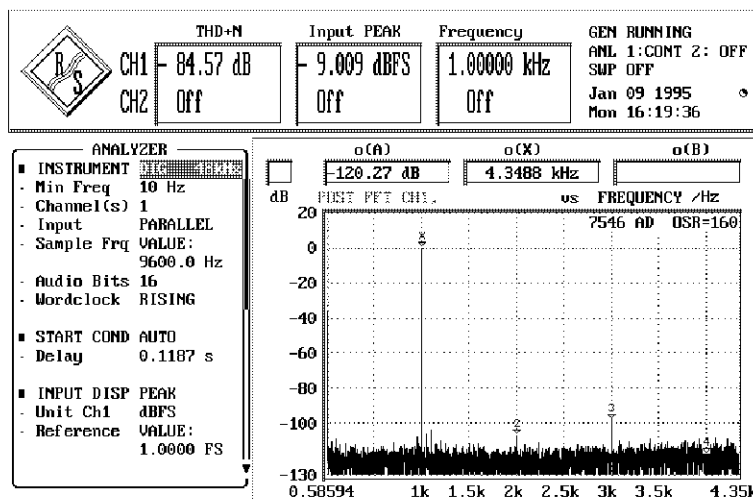 R
S
THD+N
Input PEAK
Frequency
CH1 - 84.57 dB
- 9.009 dBFS
1.00000 kHz
CH2 Off
Off
Off
GEN RUNNING
ANL 1:CONT 2: OFF
SWP OFF
Jan 09 1995
Mon 16:19:36
ANALYZER
INSTRUMENT
- Min Freq 10 Hz
- Channel(s) 1
- Input PARALLEL
- Sample Frq VALUE:
9600.0 Hz
- Audio Bits 16
- Wordclock RISING
START COND AUTO
- Delay 0.1187 s
INPUT DISP PEAK
- Unit Ch1 dBFS
- Reference VALUE:
1.0000 FS
o(A)
o(X)
o(B)
-120.27 dB
4.3488 kHz
dB
POST FFT CH1.
vs FREQUENCY /Hz
7546 AD OSR=160
20
0
-20
-40
-60
-80
-100
-130
X
2
3
4
0.58594 1k 1.5k 2k 2.5k 3k 3.5k 4.35k